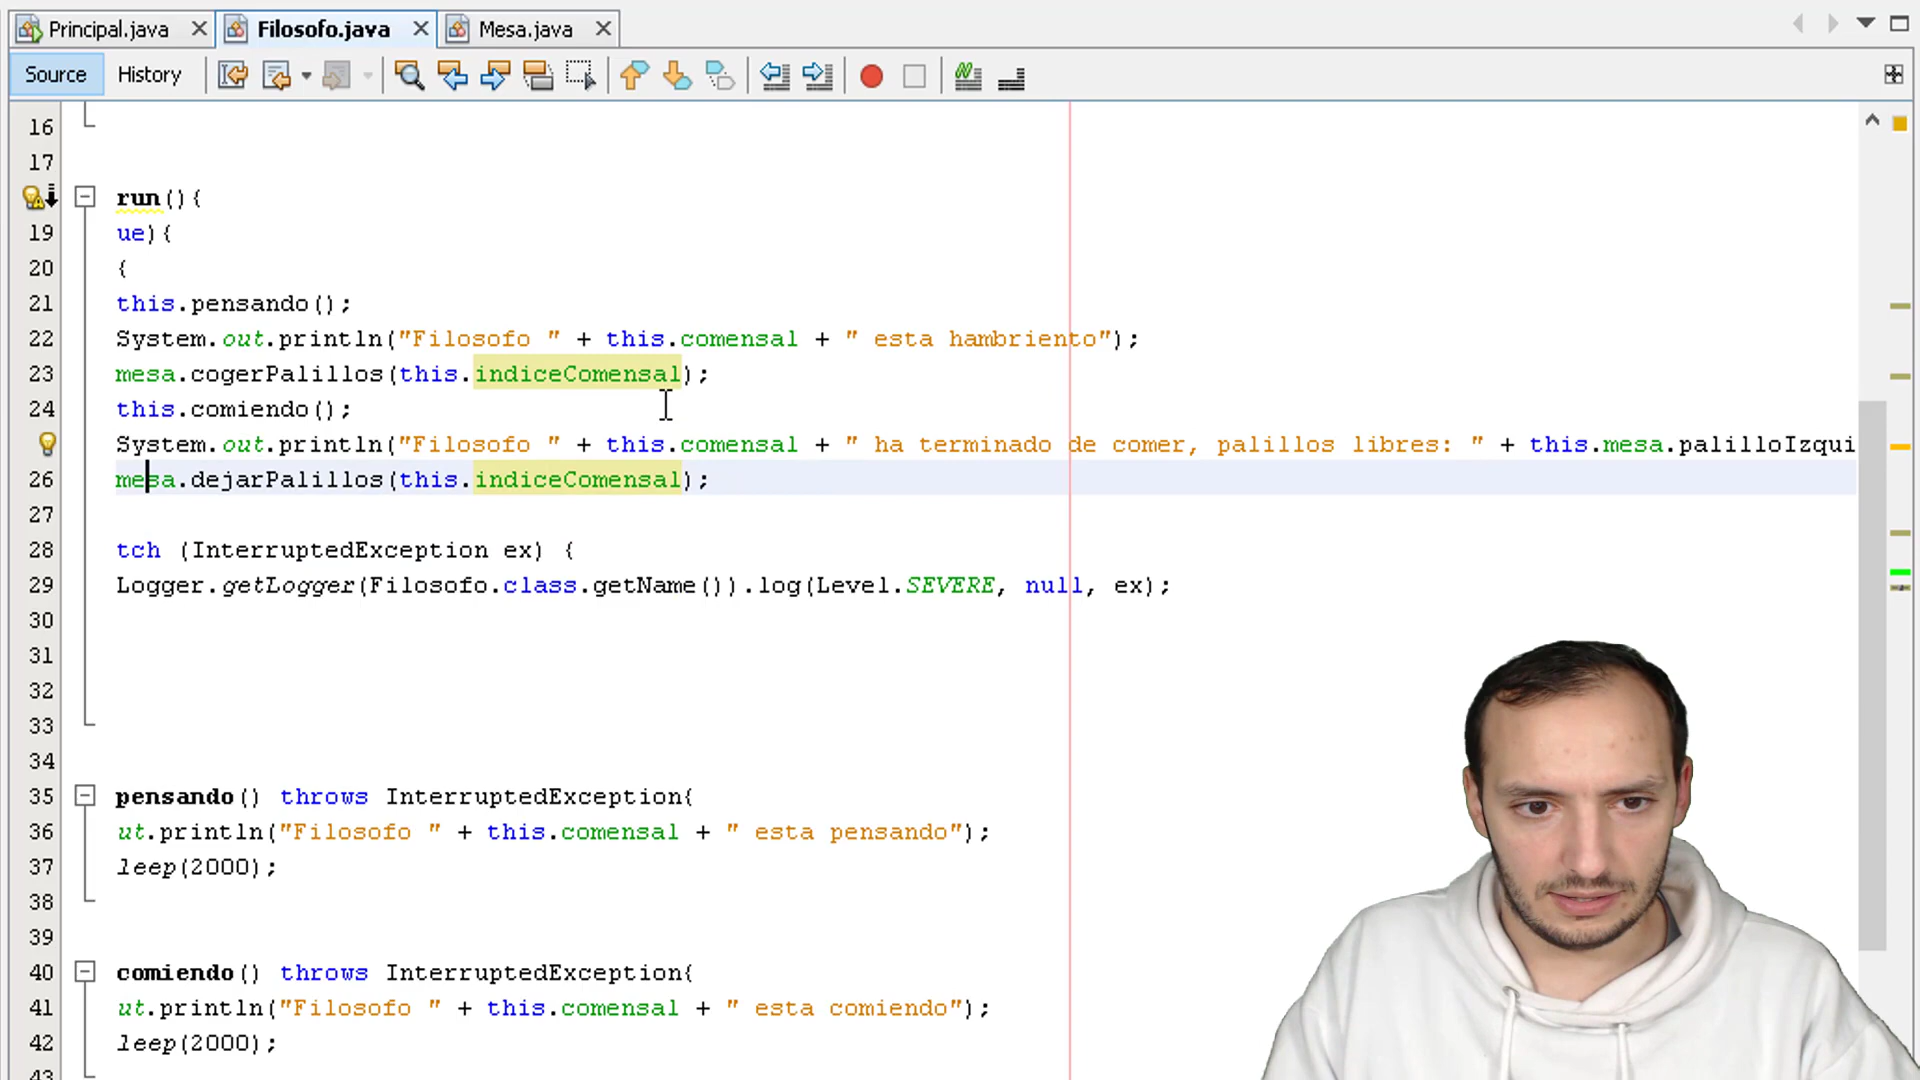 Principal.java Filosofo.java Mesa.java
Source History
16
17
run(){
19 ue){
20 {
21 this.pensando();
22 System.out.println("Filosofo " + this.comensal + " esta hambriento");
23 mesa.cogerPalillos(this.indiceComensal);
24 this.comiendo();
System.out.println("Filosofo " + this.comensal + " ha terminado de comer, palillos libres: " + this.mesa.palilloIzqui
26 mesa.dejarPalillos(this.indiceComensal);
27
28 tch (InterruptedException ex) {
29 Logger.getLogger(Filosofo.class.getName()).log(Level.SEVERE, null, ex);
30
31
32
33
34
35 pensando() throws InterruptedException{
36 ut.println("Filosofo " + this.comensal + " esta pensando");
37 leep(2000);
38
39
40 comiendo() throws InterruptedException{
41 ut.println("Filosofo " + this.comensal + " esta comiendo");
42 leep(2000);
43